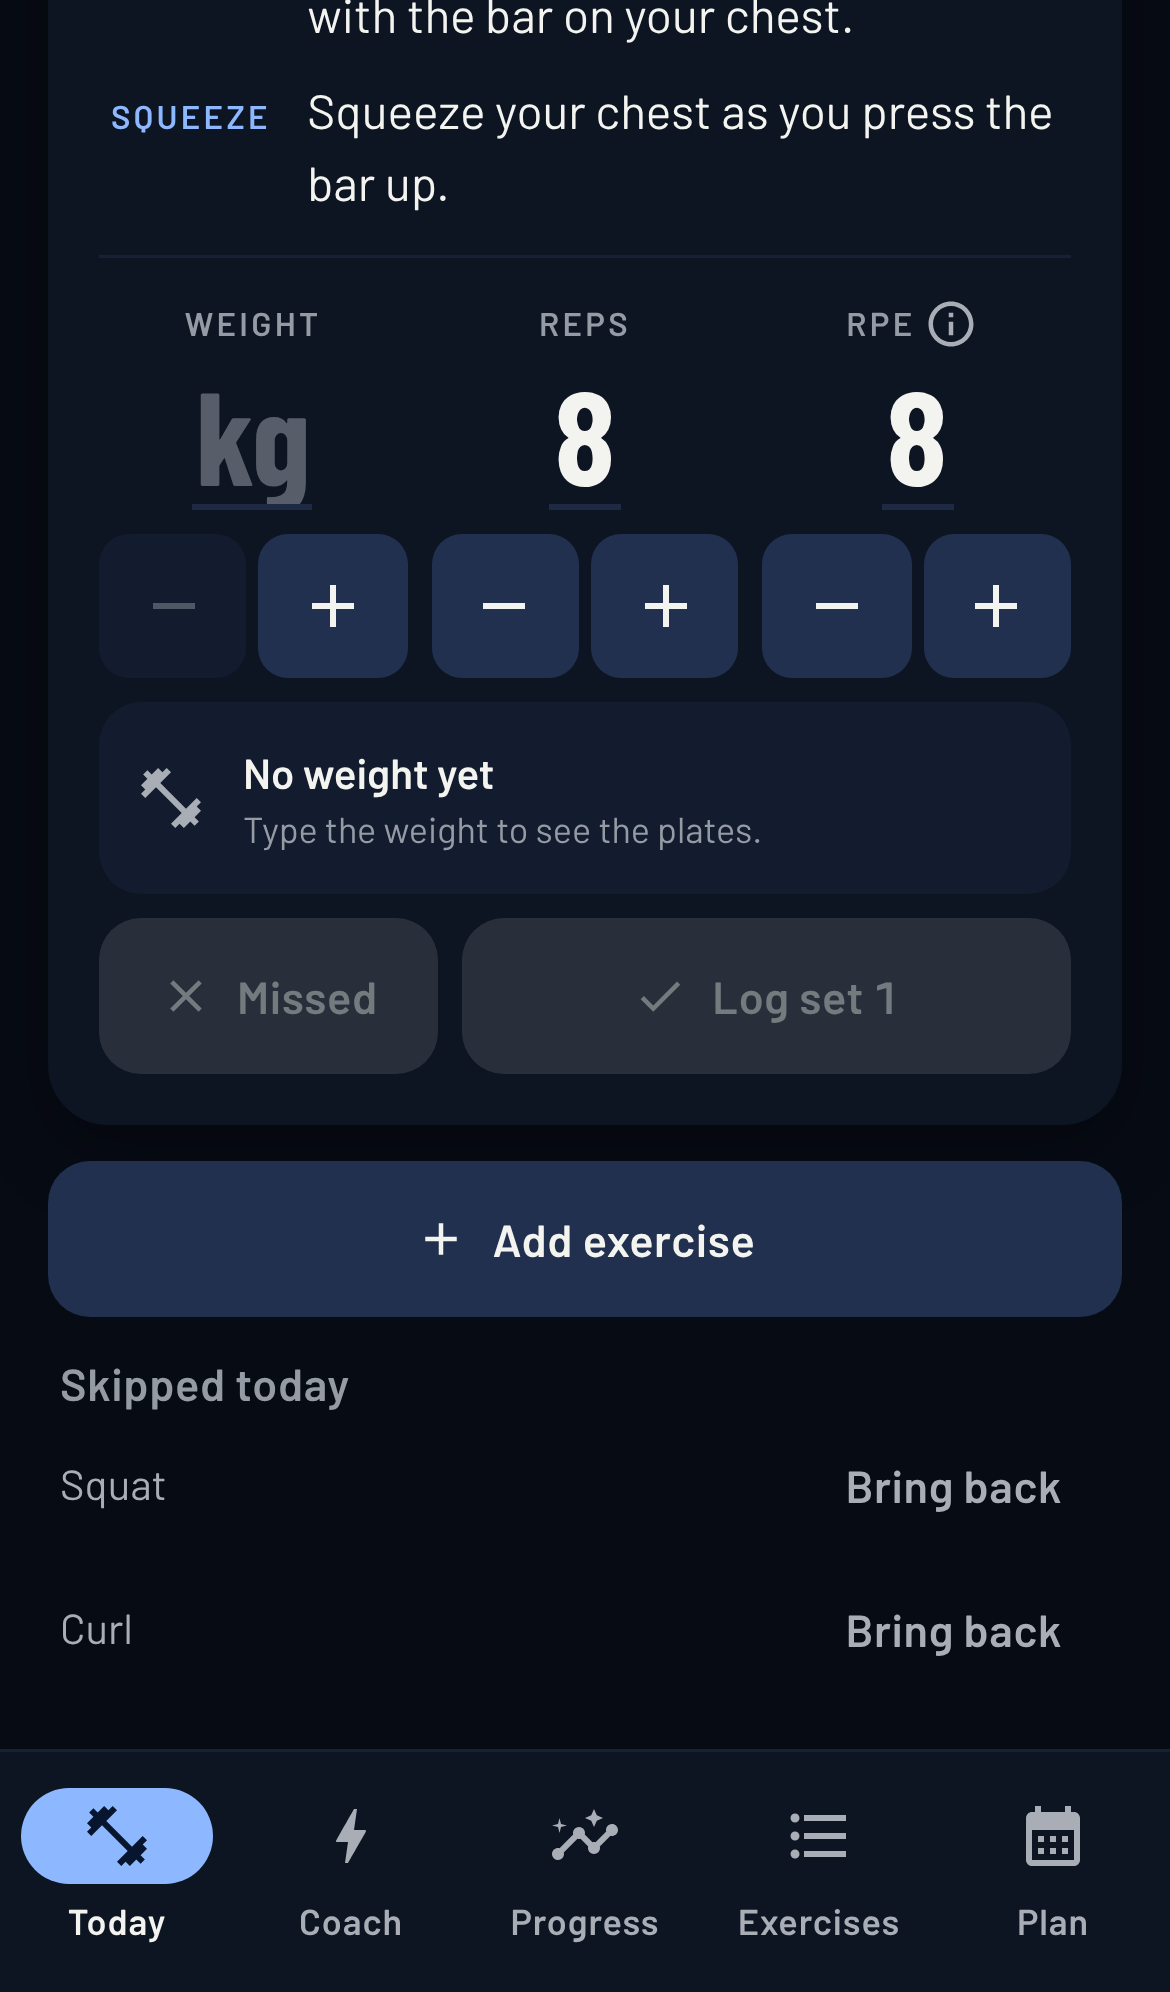 with the bar on your chest.
SQUEEZE Squeeze your chest as you press the
bar up.
WEIGHT REPS RPE
kg 8 8
No weight yet
Type the weight to see the plates.
Missed Log set 1
Add exercise
Skipped today
Squat Bring back
Curl Bring back
Today Coach Progress Exercises Plan